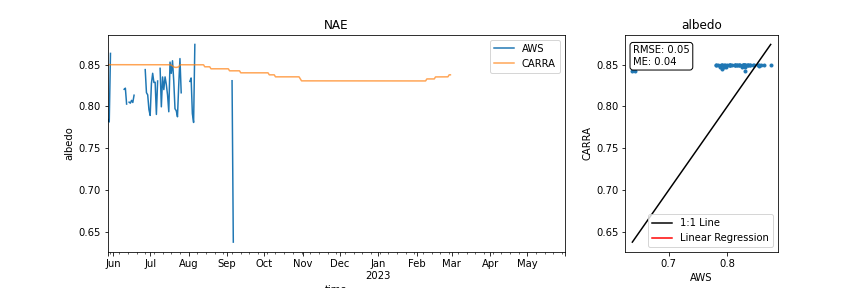 NAE
albedo
AWS
CARRA
0.85
0.80
0.75
0.70
0.65
albedo
Jun Jul Aug Sep Oct Nov Dec Jan Feb Mar Apr May
2023
time
albedo
RMSE: 0.05
ME: 0.04
0.85
0.80
0.75
0.70
0.65
CARRA
1:1 Line
Linear Regression
0.7 0.8
AWS